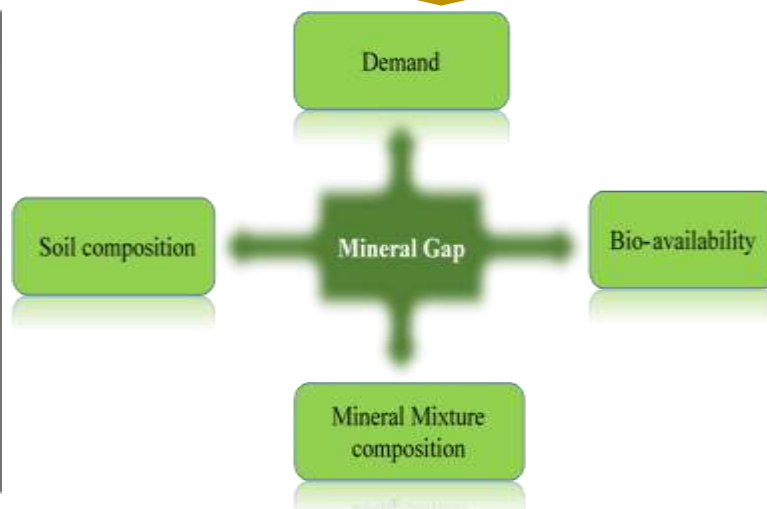 Demand
Soil composition
Mineral Gap
Bio-availability
Mineral Mixture
composition